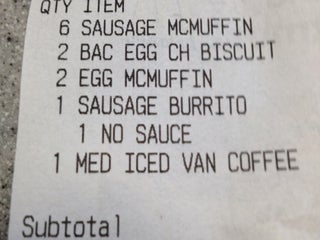 QTY ITEM
6 SAUSAGE MCMUFFIN
2 BAC EGG CH BISCUIT
2 EGG MCMUFFIN
1 SAUSAGE BURRITO
1 NO SAUCE
1 MED ICED VAN COFFEE
Subtotal